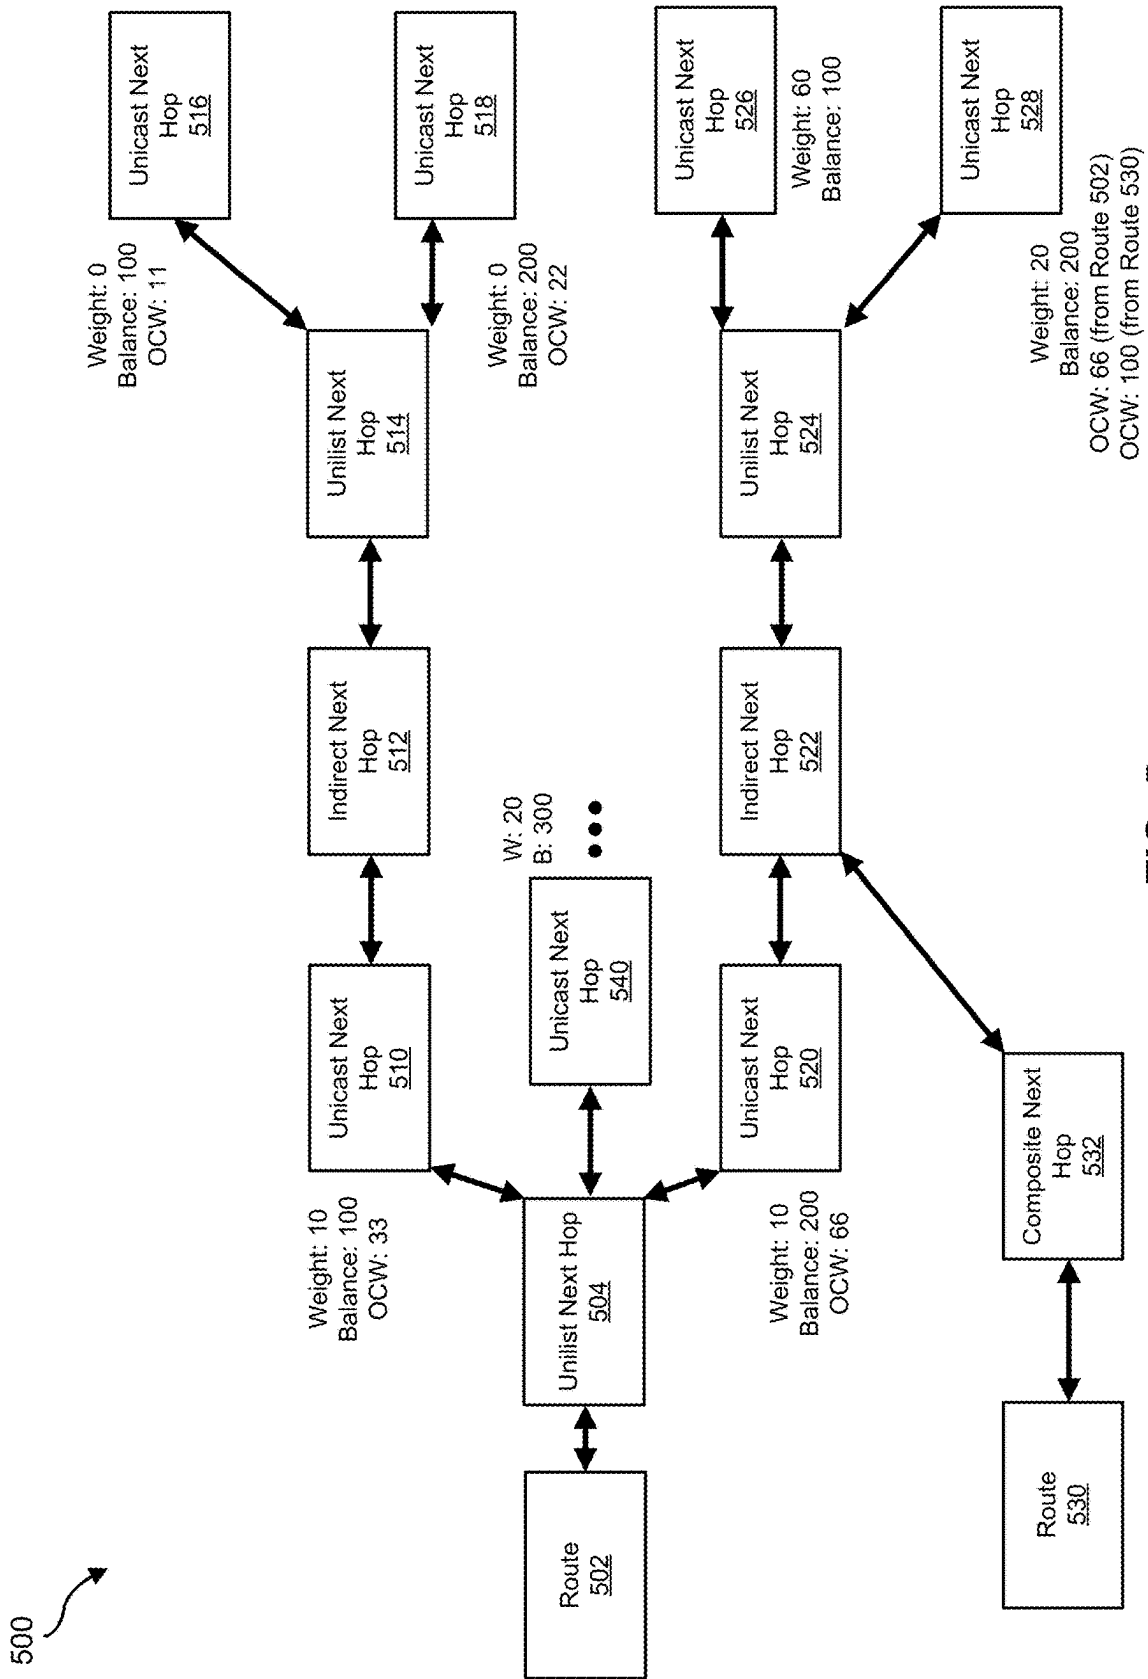 500
Route
502
Unilist Next Hop
504
Weight: 10
Balance: 100
OCW: 33
Unicast Next
Hop
510
Indirect Next
Hop
512
Unilist Next
Hop
514
Weight: 0
Balance: 100
OCW: 11
Unicast Next
Hop
516
Unicast Next
Hop
518
Weight: 0
Balance: 200
OCW: 22
Unicast Next
Hop
540
W: 20
B: 300
Weight: 10
Balance: 200
OCW: 66
Unicast Next
Hop
520
Indirect Next
Hop
522
Unilist Next
Hop
524
Unicast Next
Hop
526
Weight: 60
Balance: 100
Unicast Next
Hop
528
Weight: 20
Balance: 200
OCW: 66 (from Route 502)
OCW: 100 (from Route 530)
Route
530
Composite Next
Hop
532